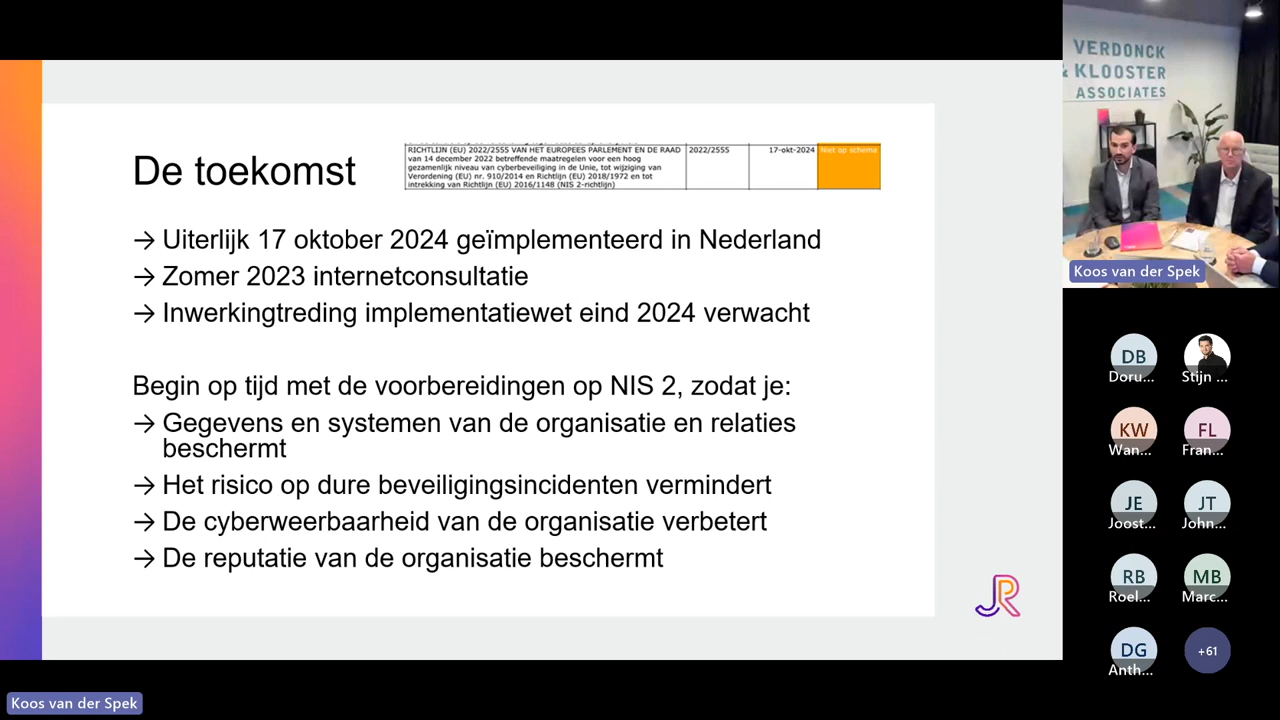 De toekomst
RICHTLIJN (EU) 2022/2555 VAN HET EUROPEES PARLEMENT EN DE RAAD
van 14 december 2022 betreffende maatregelen voor een hoog
gezamenlijk niveau van cyberbeveiliging in de Unie, tot wijziging van
Verordening (EU) nr. 910/2014 en Richtlijn (EU) 2018/1972 en tot
intrekking van Richtlijn (EU) 2016/1148 (NIS 2-richtlijn)
2022/2555
17-okt-2024
Niet op schema
→ Uiterlijk 17 oktober 2024 geïmplementeerd in Nederland
→ Zomer 2023 internetconsultatie
→ Inwerkingtreding implementatiewet eind 2024 verwacht
Begin op tijd met de voorbereidingen op NIS 2, zodat je:
→ Gegevens en systemen van de organisatie en relaties
beschermt
→ Het risico op dure beveiligingsincidenten vermindert
→ De cyberweerbaarheid van de organisatie verbetert
→ De reputatie van de organisatie beschermt
JR
VERDONCK
& KLOOSTER
ASSOCIATES
Koos van der Spek
DB
Doru...
Stijn ...
KW
Wan...
FL
Fran...
JE
Joost...
JT
John...
RB
Roel...
MB
Marc...
DG
Anth...
+61
Koos van der Spek